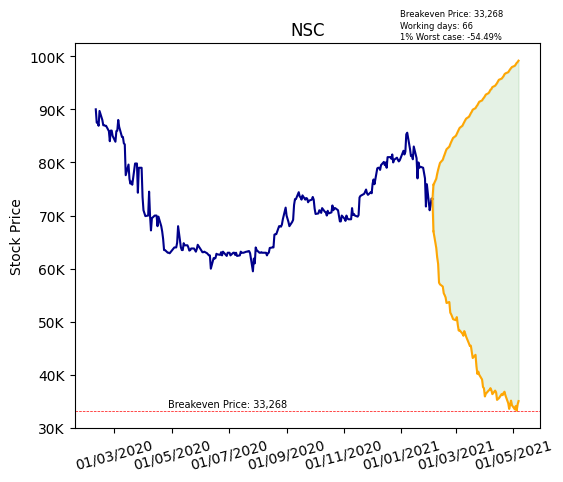 Breakeven Price: 33,268
Working days: 66
1% Worst case: -54.49%
NSC
Stock Price
100K
90K
80K
70K
60K
50K
40K
30K
Breakeven Price: 33,268
01/03/2020
01/05/2020
01/07/2020
01/09/2020
01/11/2020
01/01/2021
01/03/2021
01/05/2021